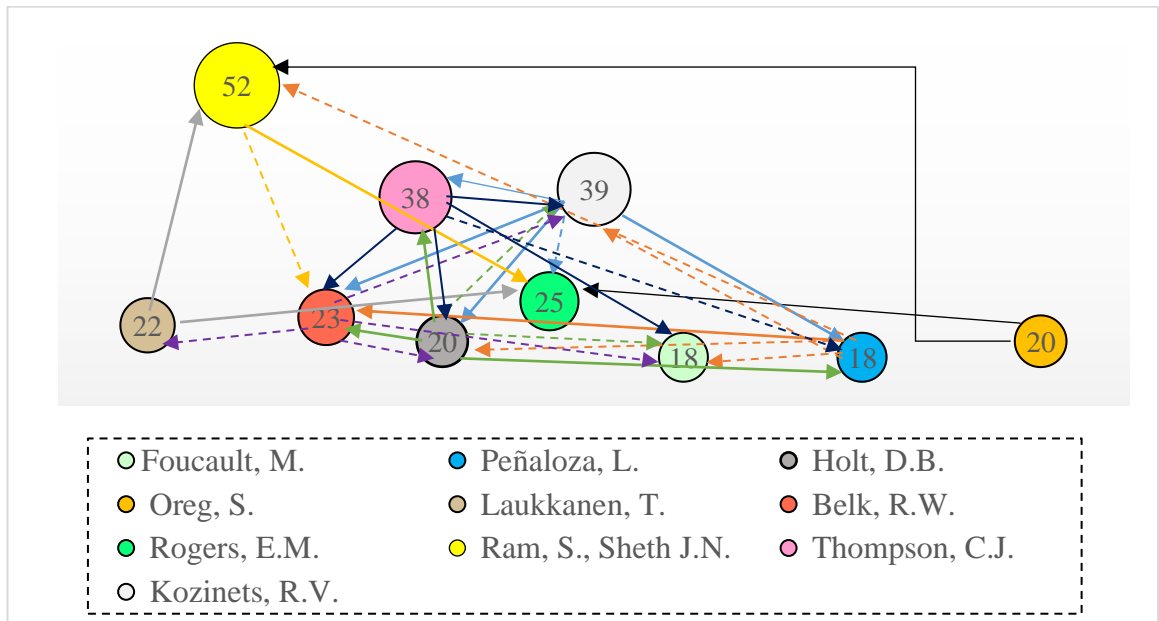 52
38
39
25
22
23
20
18
18
20
Foucault, M. Peñaloza, L. Holt, D.B.
Oreg, S. Laukkanen, T. Belk, R.W.
Rogers, E.M. Ram, S., Sheth J.N. Thompson, C.J.
Kozinets, R.V.